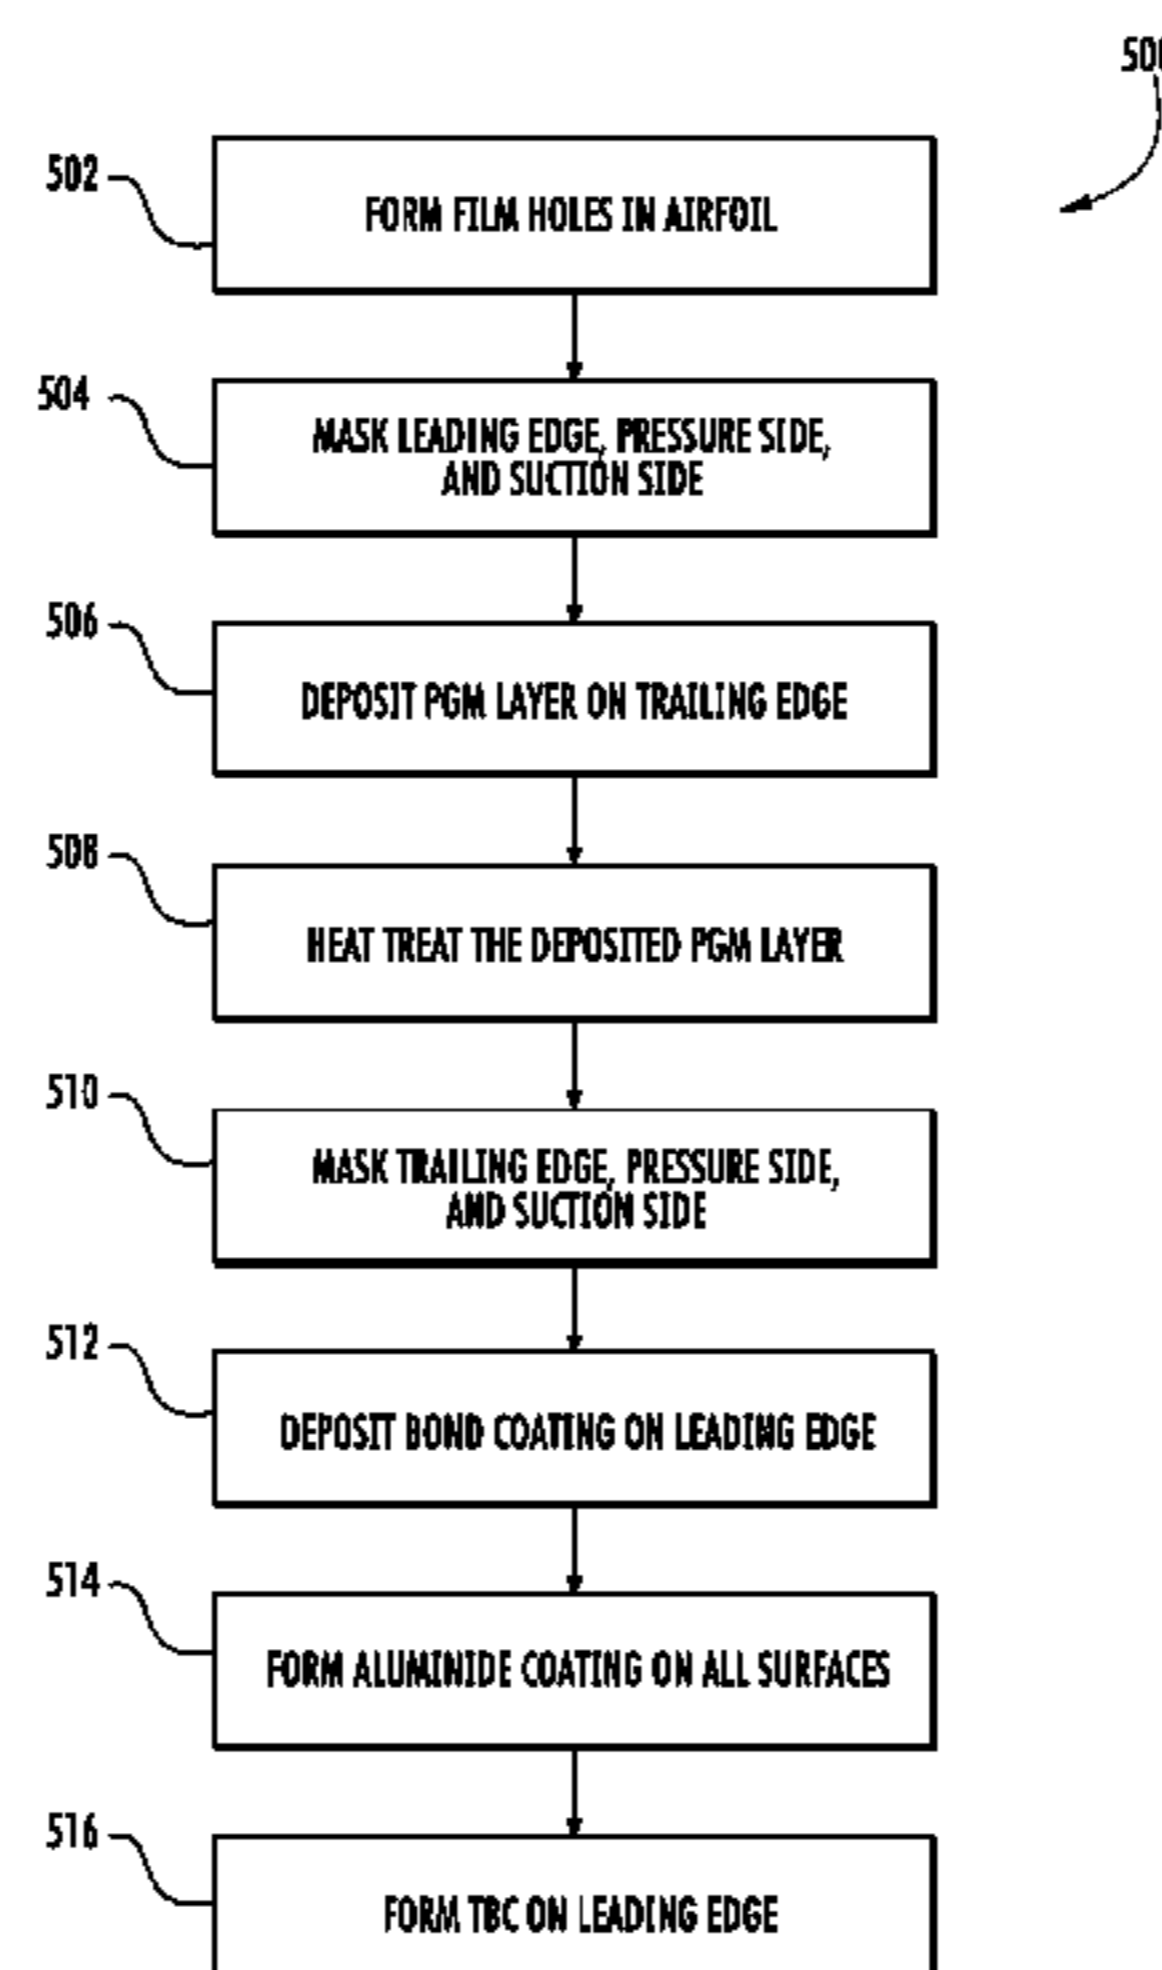 500
502
FORM FILM HOLES IN AIRFOIL
504
MASK LEADING EDGE, PRESSURE SIDE,
AND SUCTION SIDE
506
DEPOSIT PGM LAYER ON TRAILING EDGE
508
HEAT TREAT THE DEPOSITED PGM LAYER
510
MASK TRAILING EDGE, PRESSURE SIDE,
AND SUCTION SIDE
512
DEPOSIT BOND COATING ON LEADING EDGE
514
FORM ALUMINIDE COATING ON ALL SURFACES
516
FORM TBC ON LEADING EDGE